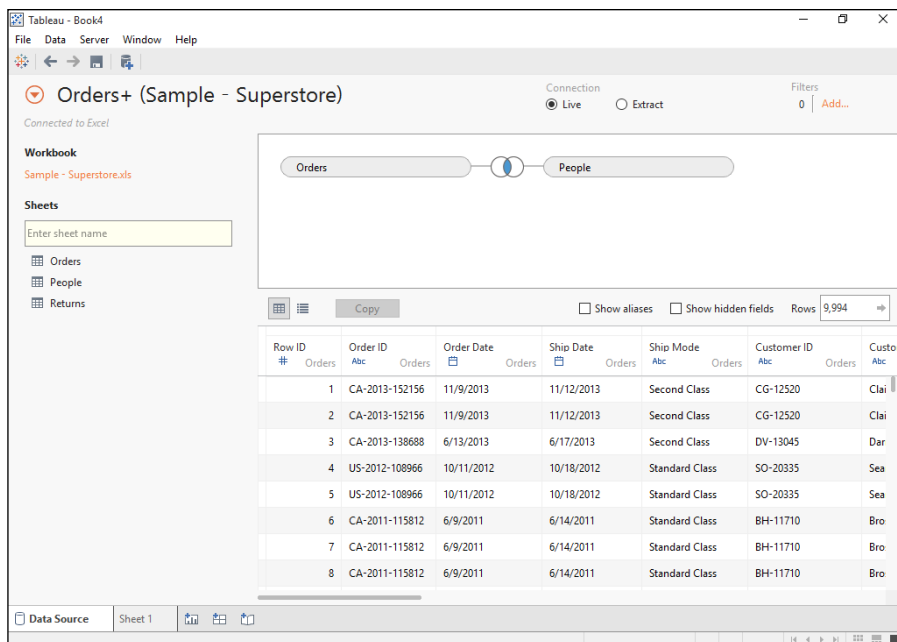 Tableau - Book4
File Data Server Window Help
Orders+ (Sample - Superstore)
Connection
Live Extract
Filters
0 Add...
Connected to Excel
Workbook
Sample - Superstore.xls
Sheets
Enter sheet name
Orders
People
Returns
Orders People
Copy Show aliases Show hidden fields Rows 9,994
Row ID Order ID Order Date Ship Date Ship Mode Customer ID Custo
# Orders Abc Orders Orders Orders Abc Orders Abc Orders Abc
1 CA-2013-152156 11/9/2013 11/12/2013 Second Class CG-12520 Clai
2 CA-2013-152156 11/9/2013 11/12/2013 Second Class CG-12520 Clai
3 CA-2013-138688 6/13/2013 6/17/2013 Second Class DV-13045 Dar
4 US-2012-108966 10/11/2012 10/18/2012 Standard Class SO-20335 Sea
5 US-2012-108966 10/11/2012 10/18/2012 Standard Class SO-20335 Sea
6 CA-2011-115812 6/9/2011 6/14/2011 Standard Class BH-11710 Bro
7 CA-2011-115812 6/9/2011 6/14/2011 Standard Class BH-11710 Bro
8 CA-2011-115812 6/9/2011 6/14/2011 Standard Class BH-11710 Bro
Data Source Sheet 1